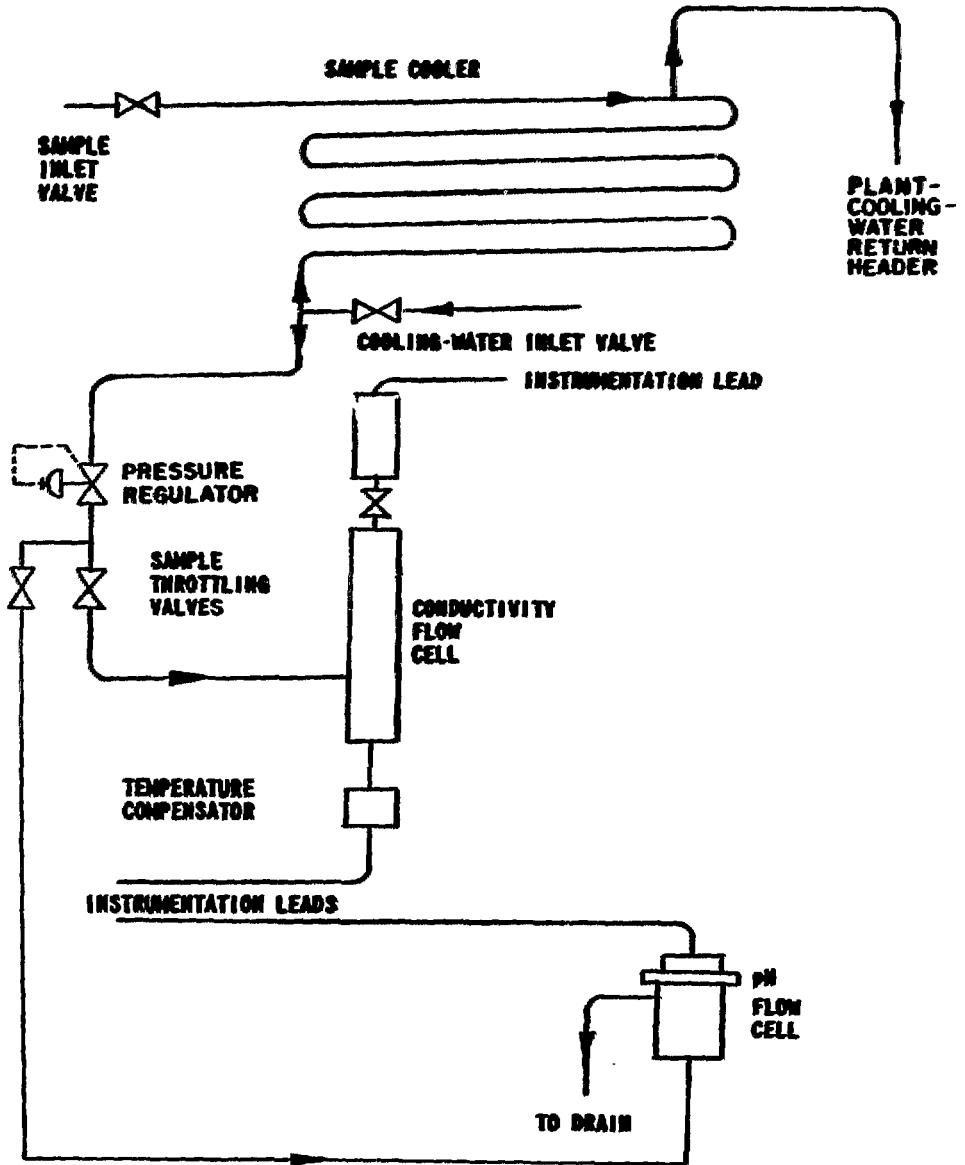 SAMPLE COOLER
SAMPLE
INLET
VALVE
PLANT-
COOLING-
WATER
RETURN
HEADER
COOLING-WATER INLET VALVE
INSTRUMENTATION LEAD
PRESSURE
REGULATOR
SAMPLE
THROTTLING
VALVES
CONDUCTIVITY
FLOW
CELL
TEMPERATURE
COMPENSATOR
INSTRUMENTATION LEADS
pH
FLOW
CELL
TO DRAIN